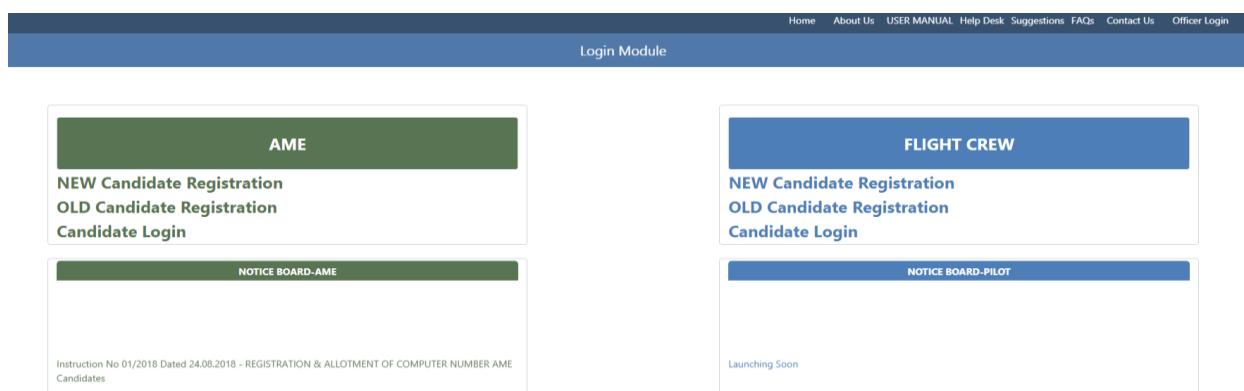 Home About Us USER MANUAL Help Desk Suggestions FAQs Contact Us Officer Login
Login Module
AME
NEW Candidate Registration
OLD Candidate Registration
Candidate Login
NOTICE BOARD-AME
Instruction No 01/2018 Dated 24.08.2018 - REGISTRATION & ALLOTMENT OF COMPUTER NUMBER AME
Candidates
FLIGHT CREW
NEW Candidate Registration
OLD Candidate Registration
Candidate Login
NOTICE BOARD-PILOT
Launching Soon